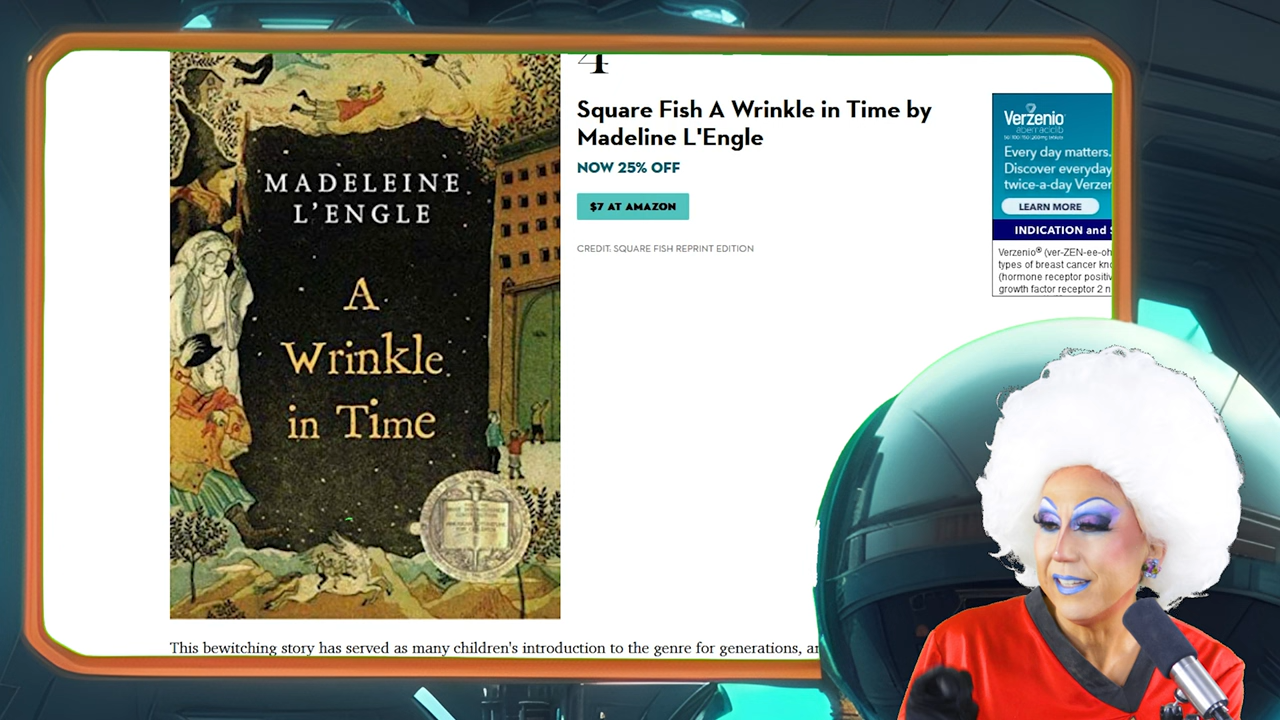 4
Square Fish A Wrinkle in Time by
Madeline L'Engle
NOW 25% OFF
$7 AT AMAZON
CREDIT: SQUARE FISH REPRINT EDITION
MADELEINE
L'ENGLE
A
Wrinkle
in Time
Verzenio
abemaciclib
Every day matters.
Discover everyday
twice-a-day Verzen
LEARN MORE
INDICATION and S
Verzenio® (ver-ZEN-ee-oh
types of breast cancer kno
(hormone receptor positiv
growth factor receptor 2 n
This bewitching story has served as many children's introduction to the genre for generations, an